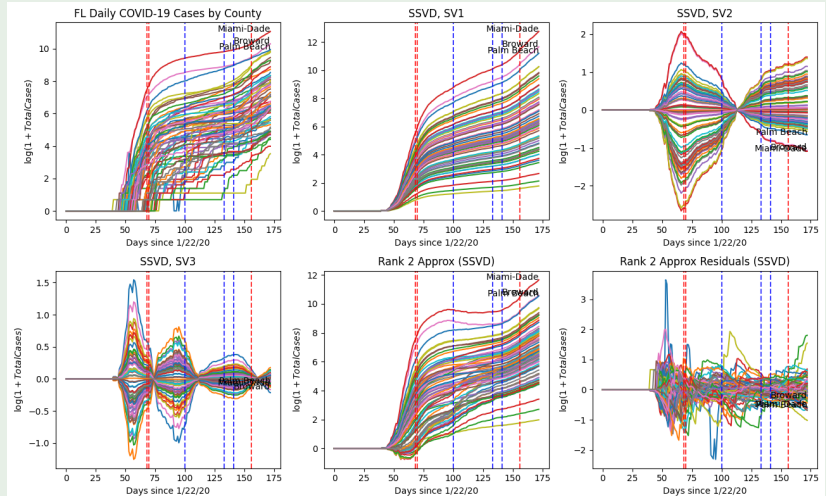 FL Daily COVID-19 Cases by County
log(1 + TotalCases)
10
8
6
4
2
0
Miami-Dade
Broward
Palm Beach
0 25 50 75 100 125 150 175
Days since 1/22/20
SSVD, SV1
log(1 + TotalCases)
12
10
8
6
4
2
0
Miami-Dade
Broward
Palm Beach
0 25 50 75 100 125 150 175
Days since 1/22/20
SSVD, SV2
log(1 + TotalCases)
2
1
0
−1
−2
Palm Beach
Broward
Miami-Dade
0 25 50 75 100 125 150 175
Days since 1/22/20
SSVD, SV3
log(1 + TotalCases)
1.5
1.0
0.5
0.0
−0.5
−1.0
Palm Beach
Broward
0 25 50 75 100 125 150 175
Days since 1/22/20
Rank 2 Approx (SSVD)
log(1 + TotalCases)
12
10
8
6
4
2
0
Miami-Dade
Broward
Palm Beach
0 25 50 75 100 125 150 175
Days since 1/22/20
Rank 2 Approx Residuals (SSVD)
log(1 + TotalCases)
3
2
1
0
−1
−2
Broward
Miami-Dade
0 25 50 75 100 125 150 175
Days since 1/22/20